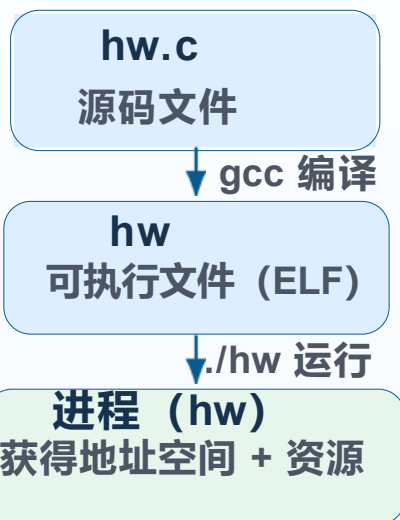 hw.c
源码文件
gcc 编译
hw
可执行文件（ELF）
./hw 运行
进程（hw）
获得地址空间 + 资源